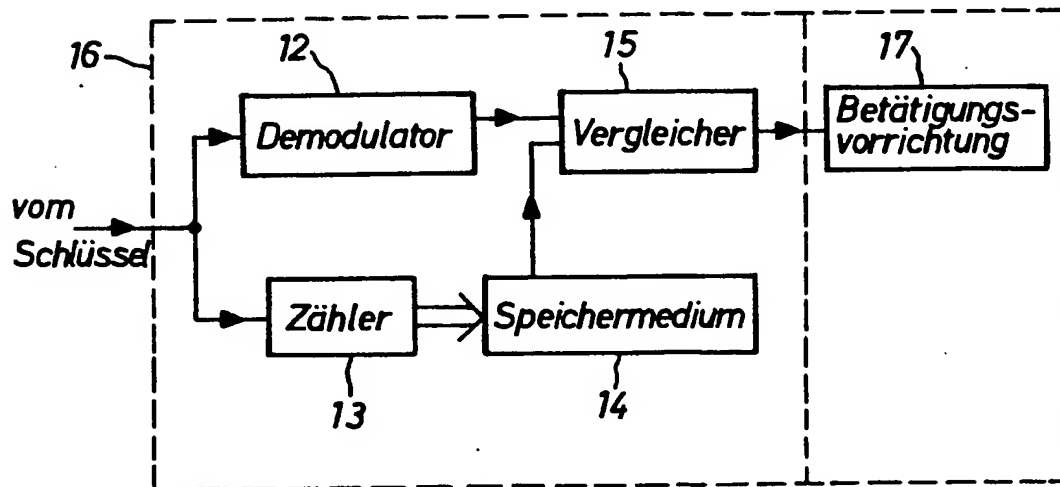 16
12
15
17
Demodulator
Vergleicher
Betätigungs-
vorrichtung
vom
Schlüssel
Zähler
Speichermedium
13
14